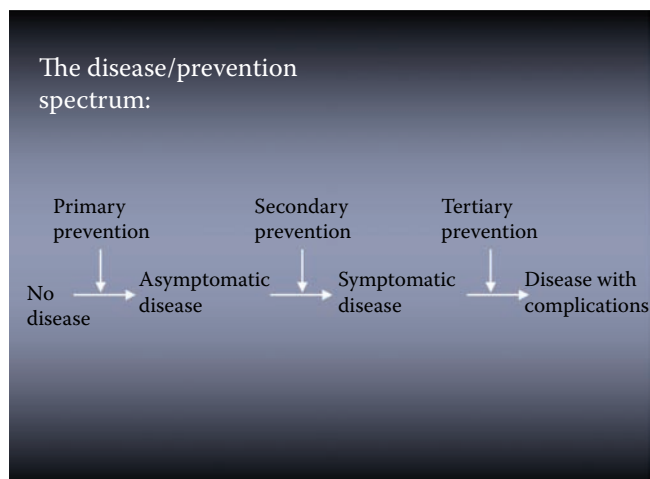 The disease/prevention
spectrum:
Primary
prevention
Secondary
prevention
Tertiary
prevention
No
disease
Asymptomatic
disease
Symptomatic
disease
Disease with
complications